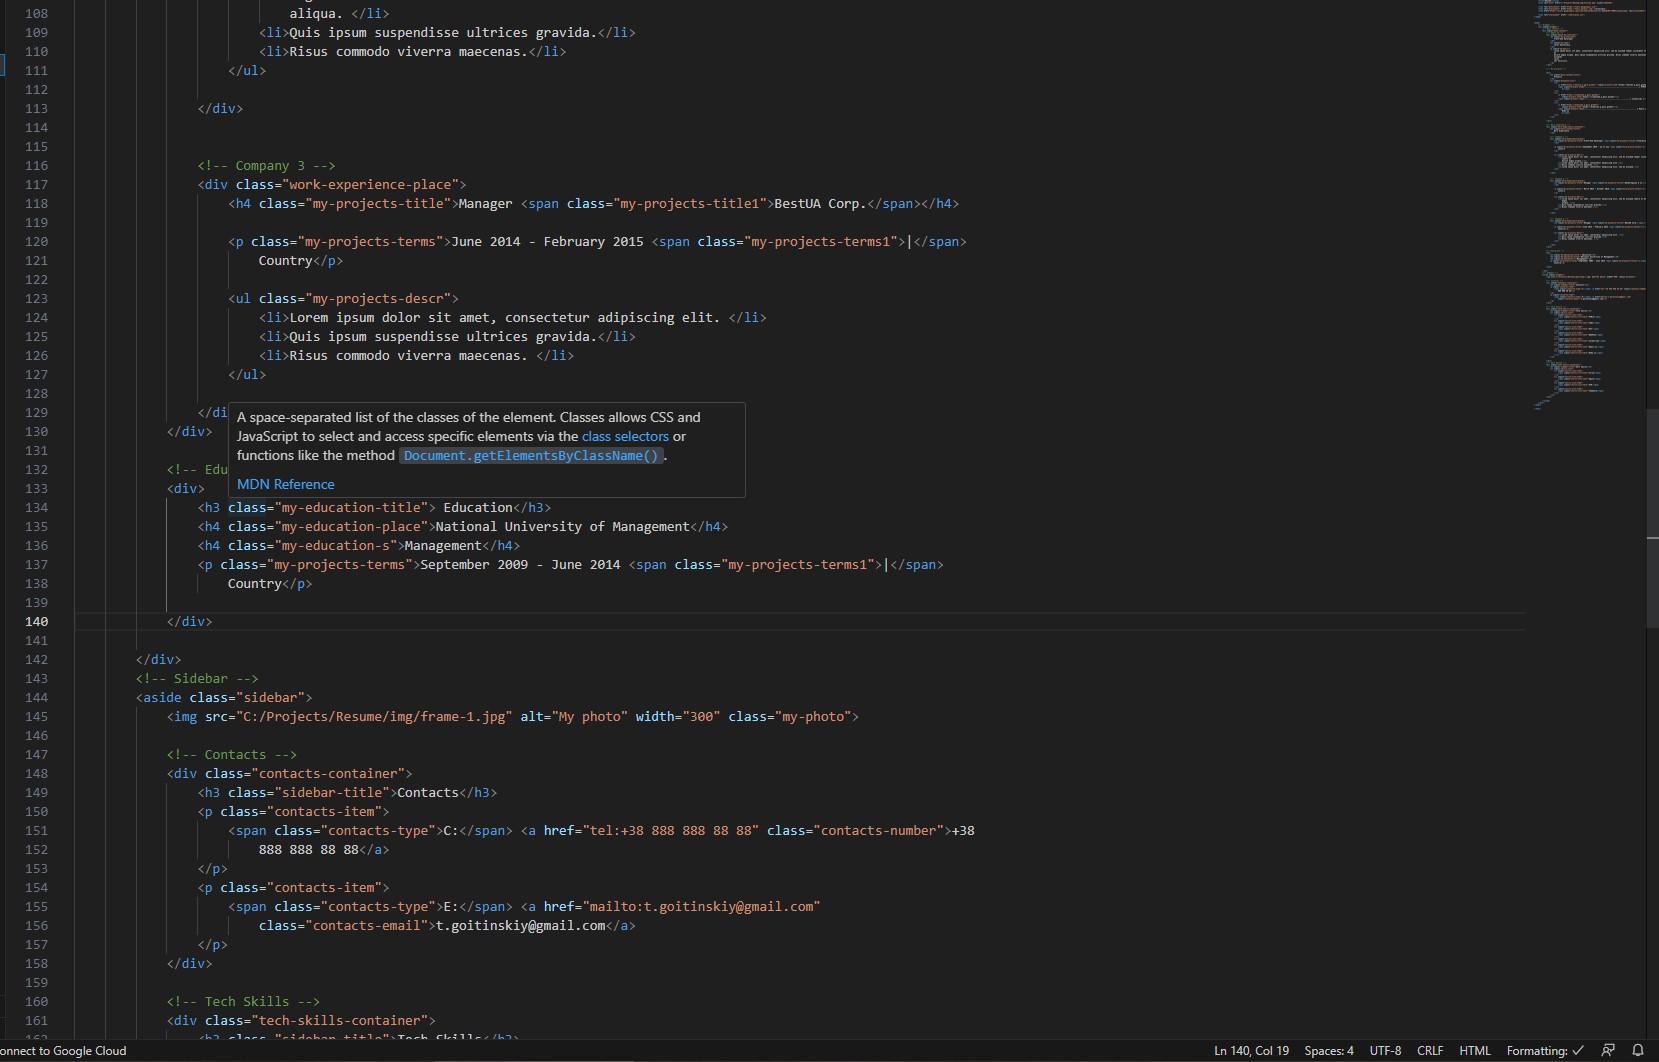 108 aliqua. </li>
109 <li>Quis ipsum suspendisse ultrices gravida.</li>
110 <li>Risus commodo viverra maecenas.</li>
111 </ul>
112
113 </div>
114
115
116 <!-- Company 3 -->
117 <div class="work-experience-place">
118 <h4 class="my-projects-title">Manager <span class="my-projects-title1">BestUA Corp.</span></h4>
119
120 <p class="my-projects-terms">June 2014 - February 2015 <span class="my-projects-terms1">|</span>
121 Country</p>
122
123 <ul class="my-projects-descr">
124 <li>Lorem ipsum dolor sit amet, consectetur adipiscing elit. </li>
125 <li>Quis ipsum suspendisse ultrices gravida.</li>
126 <li>Risus commodo viverra maecenas. </li>
127 </ul>
128
129 </di
A space-separated list of the classes of the element. Classes allows CSS and
130 </div>
JavaScript to select and access specific elements via the class selectors or
131
functions like the method Document.getElementsByClassName().
132 <!-- Edu
MDN Reference
133 <div>
134 <h3 class="my-education-title"> Education</h3>
135 <h4 class="my-education-place">National University of Management</h4>
136 <h4 class="my-education-s">Management</h4>
137 <p class="my-projects-terms">September 2009 - June 2014 <span class="my-projects-terms1">|</span>
138 Country</p>
139
140 </div>
141
142 </div>
143 <!-- Sidebar -->
144 <aside class="sidebar">
145 <img src="C:/Projects/Resume/img/frame-1.jpg" alt="My photo" width="300" class="my-photo">
146
147 <!-- Contacts -->
148 <div class="contacts-container">
149 <h3 class="sidebar-title">Contacts</h3>
150 <p class="contacts-item">
151 <span class="contacts-type">C:</span> <a href="tel:+38 888 888 88 88" class="contacts-number">+38
152 888 888 88 88</a>
153 </p>
154 <p class="contacts-item">
155 <span class="contacts-type">E:</span> <a href="mailto:t.goitinskiy@gmail.com"
156 class="contacts-email">t.goitinskiy@gmail.com</a>
157 </p>
158 </div>
159
160 <!-- Tech Skills -->
161 <div class="tech-skills-container">
162 <h3 class="sidebar-title">Tech Skills</h3>
onnect to Google Cloud Ln 140, Col 19 Spaces: 4 UTF-8 CRLF HTML Formatting: ✓